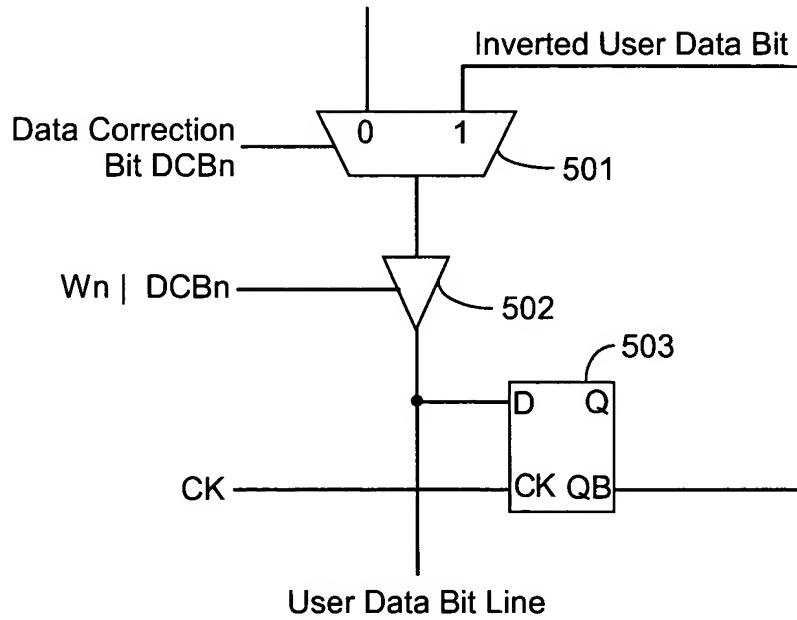 Inverted User Data Bit
0 1
Data Correction
Bit DCBn
501
Wn | DCBn
502
503
D Q
CK
CK QB
User Data Bit Line